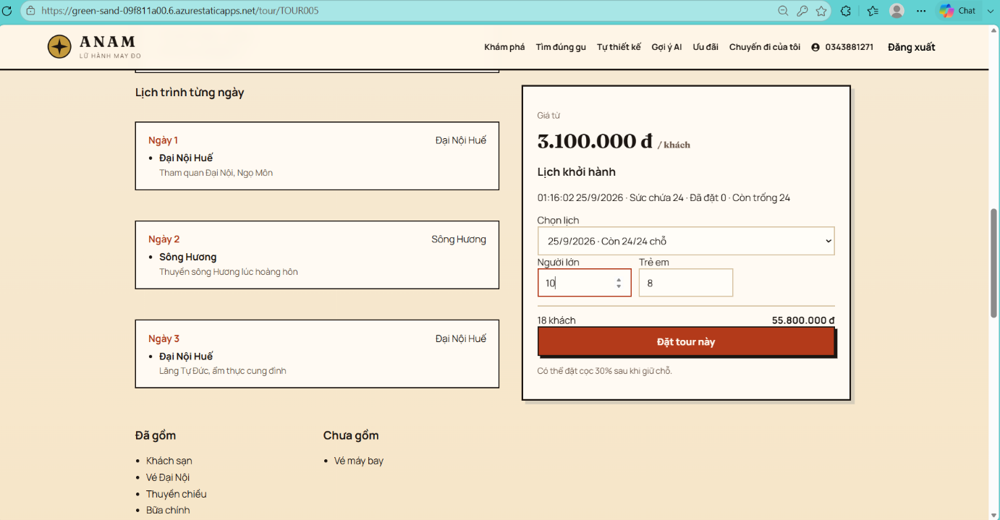 https://green-sand-09f811a00.6.azurestaticapps.net/tour/TOUR005
Chat
ANAM
LỮ HÀNH MAY ĐO
Khám phá Tìm đúng gu Tự thiết kế Gợi ý AI Ưu đãi Chuyến đi của tôi 0343881271 Đăng xuất
Lịch trình từng ngày
Ngày 1 Đại Nội Huế
• Đại Nội Huế
Tham quan Đại Nội, Ngọ Môn
Ngày 2 Sông Hương
• Sông Hương
Thuyền sông Hương lúc hoàng hôn
Ngày 3 Đại Nội Huế
• Đại Nội Huế
Lăng Tự Đức, ẩm thực cung đình
Đã gồm
• Khách sạn
• Vé Đại Nội
• Thuyền chiều
• Bữa chính
Chưa gồm
• Vé máy bay
Giá từ
3.100.000 đ / khách
Lịch khởi hành
01:16:02 25/9/2026 · Sức chứa 24 · Đã đặt 0 · Còn trống 24
Chọn lịch
25/9/2026 · Còn 24/24 chỗ
Người lớn Trẻ em
10 8
18 khách 55.800.000 đ
Đặt tour này
Có thể đặt cọc 30% sau khi giữ chỗ.